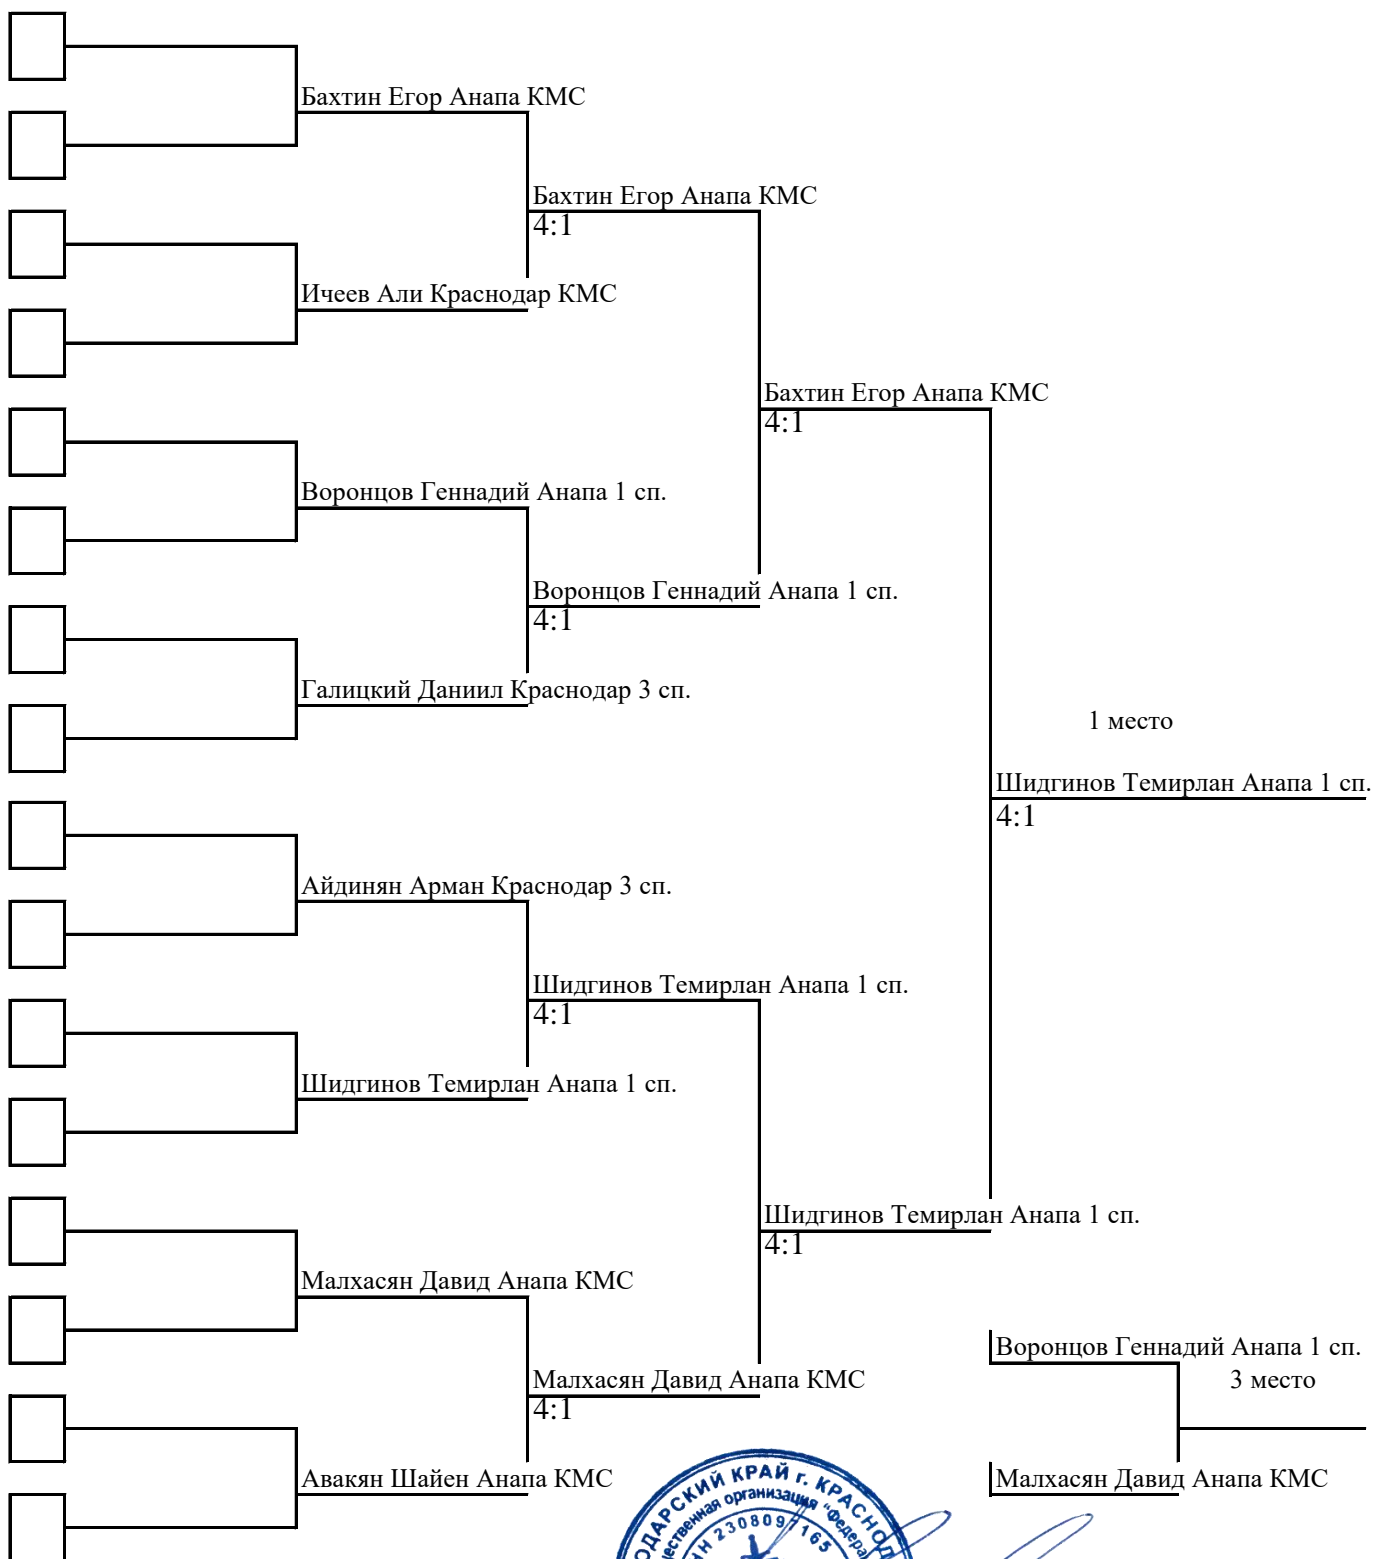 Бахтин Егор Анапа КМС
Бахтин Егор Анапа КМС
4:1
Ичеев Али Краснодар КМС
Бахтин Егор Анапа КМС
4:1
Воронцов Геннадий Анапа 1 сп.
Воронцов Геннадий Анапа 1 сп.
4:1
Галицкий Даниил Краснодар 3 сп.
1 место
Шидгинов Темирлан Анапа 1 сп.
4:1
Айдинян Арман Краснодар 3 сп.
Шидгинов Темирлан Анапа 1 сп.
4:1
Шидгинов Темирлан Анапа 1 сп.
Шидгинов Темирлан Анапа 1 сп.
4:1
Малхасян Давид Анапа КМС
Воронцов Геннадий Анапа 1 сп.
3 место
Малхасян Давид Анапа КМС
4:1
Авакян Шайен Анапа КМС
Малхасян Давид Анапа КМС
КРАЙ г.
организация
2308097165